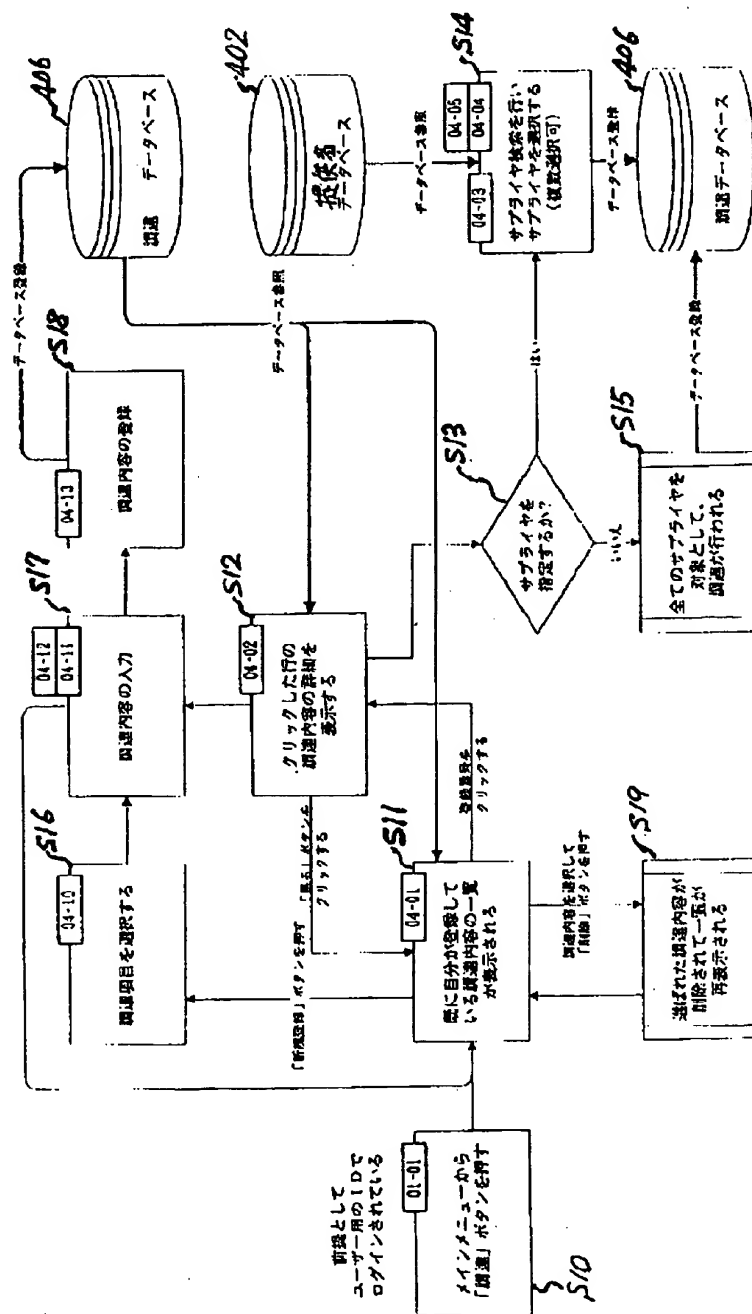 前提として
ユーザー用のIDで
ログインされている
01-01
メインメニューから
「調達」ボタンを押す
S10
04-01
S11
既に自分が登録して
いる調達内容の一覧
が表示される
「新規登録」ボタンを押す
04-10
S16
調達項目を選択する
04-12
04-11
S17
調達内容の入力
04-13
S18
調達内容の登録
データベース登録
406
調達 データベース
データベース参照
「戻る」ボタンを
クリックする
登録番号を
クリックする
04-02
S12
クリックした行の
調達内容の詳細を
表示する
調達内容を選択して
「削除」ボタンを押す
S19
選ばれた調達内容が
削除されて一覧が
再表示される
S13
サプライヤを
指定するか?
はい
いいえ
402
提供者
データベース
データベース参照
04-03
04-05
04-04
S14
サプライヤ検索を行い
サプライヤを選択する
(複数選択可)
データベース登録
S15
全てのサプライヤを
対象として、
調達が行われる
データベース登録
406
調達データベース